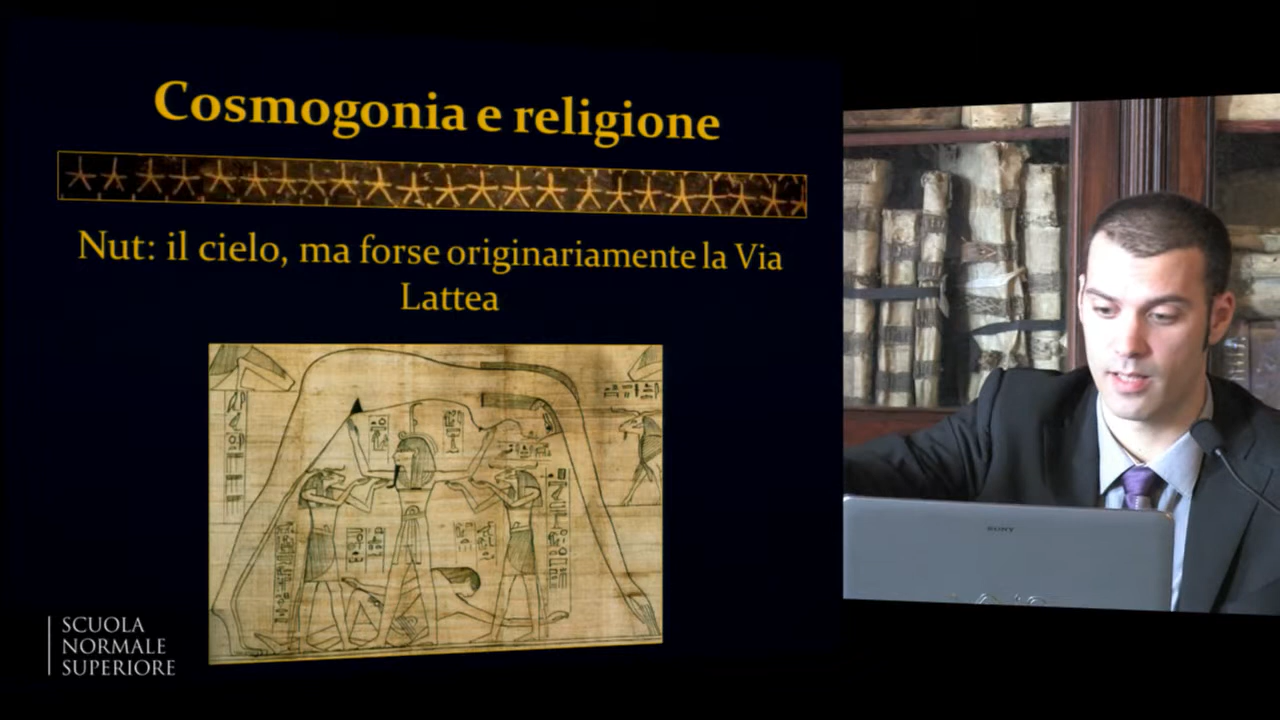 Cosmogonia e religione
Nut: il cielo, ma forse originariamente la Via
Lattea
SCUOLA
NORMALE
SUPERIORE
SONY